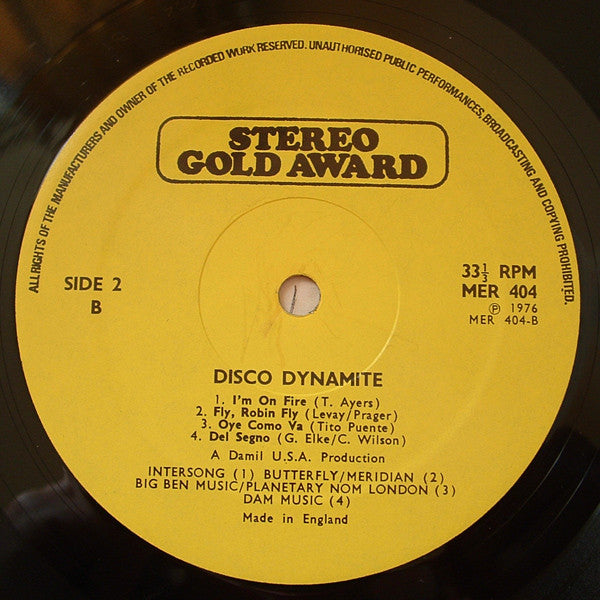 ALL RIGHTS OF THE MANUFACTURERS AND OWNER OF THE RECORDED WORK RESERVED. UNAUTHORISED PUBLIC PERFORMANCES, BROADCASTING AND COPYING PROHIBITED.
STEREO
GOLD AWARD
SIDE 2
B
33⅓ RPM
MER 404
℗ 1976
MER 404-B
DISCO DYNAMITE
1. I'm On Fire (T. Ayers)
2. Fly, Robin Fly (Levay/Prager)
3. Oye Como Va (Tito Puente)
4. Del Segno (G. Elke/C. Wilson)
A Damil U.S.A. Production
INTERSONG (1) BUTTERFLY/MERIDIAN (2)
BIG BEN MUSIC/PLANETARY NOM LONDON (3)
DAM MUSIC (4)
Made in England